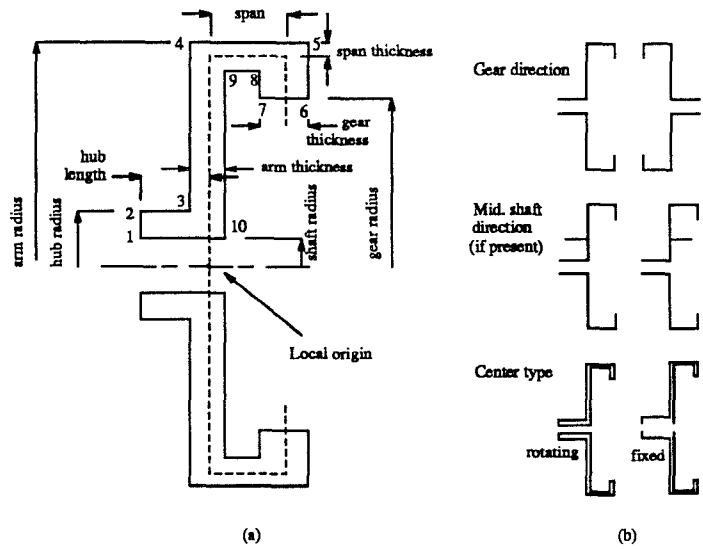 span
4
5
span thickness
9 8
7
6
gear
thickness
hub
length
arm thickness
arm radius
hub radius
2
3
1
10
shaft radius
gear radius
Local origin
(a)
Gear direction
Mid. shaft
direction
(if present)
Center type
rotating
fixed
(b)